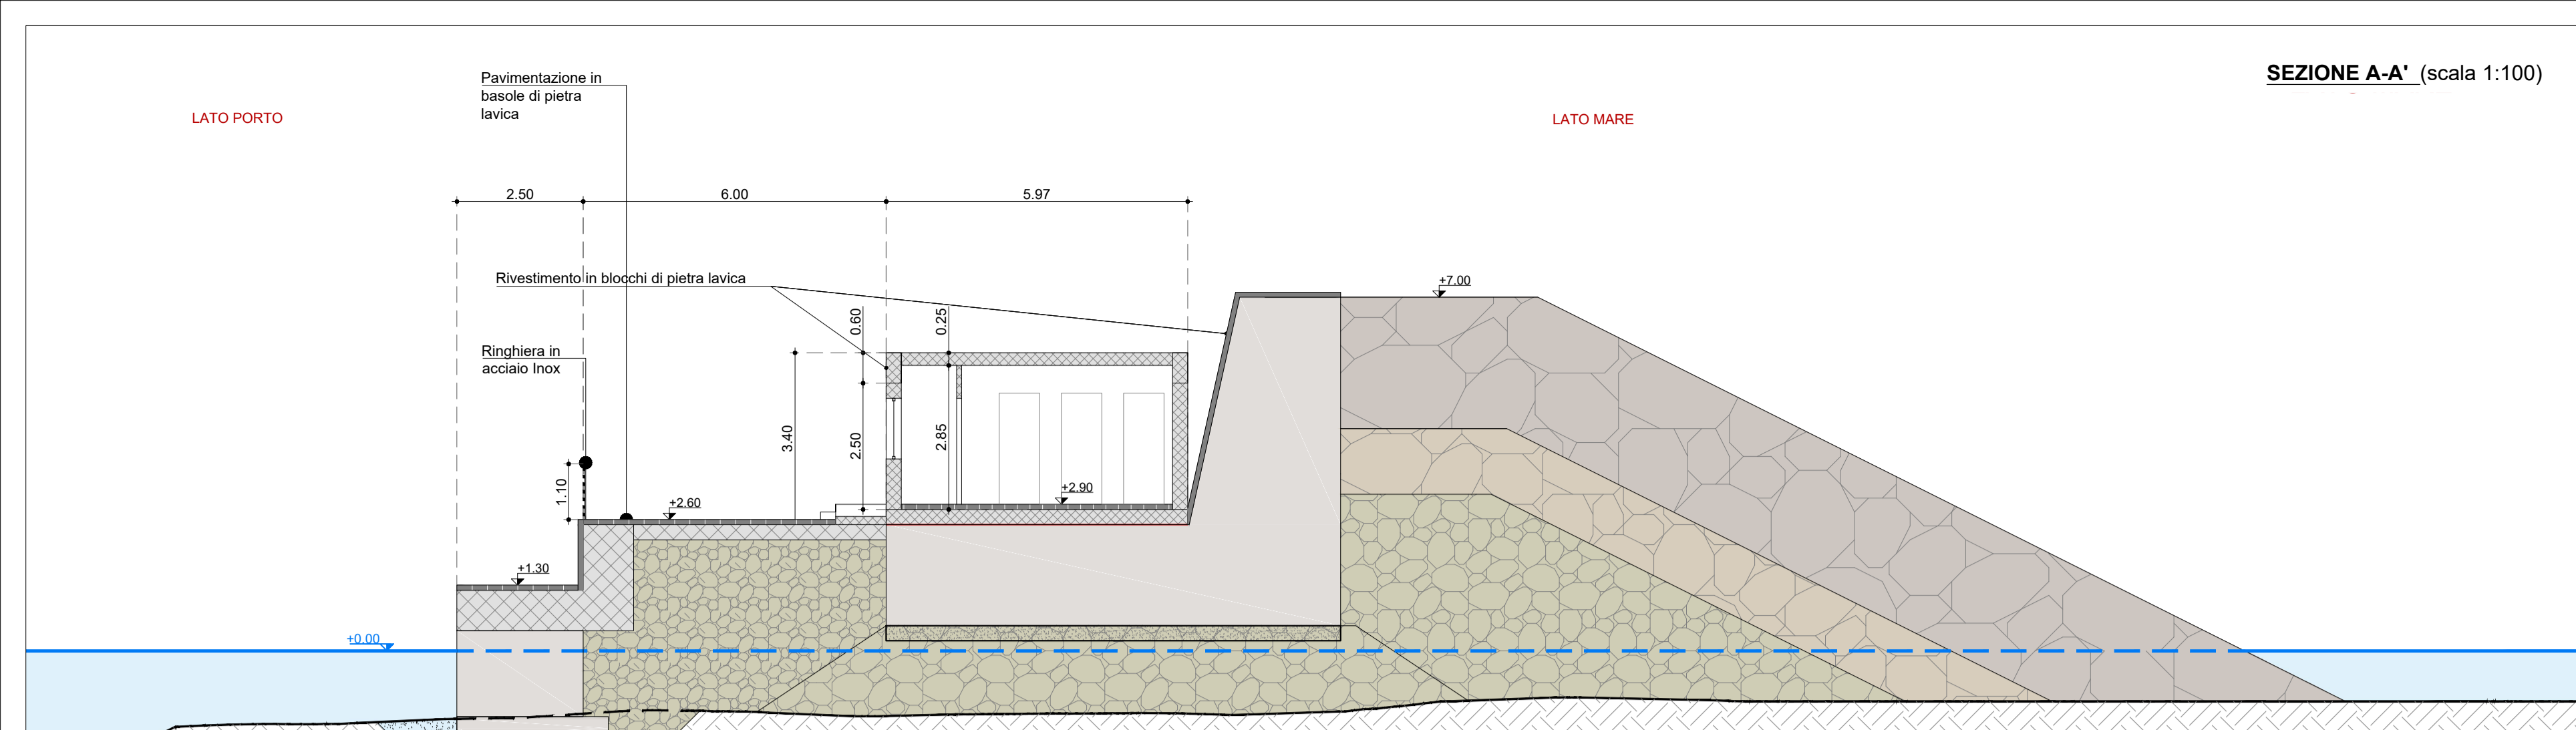 SEZIONE A-A' (scala 1:100)
Pavimentazione in
basole di pietra
lavica
LATO PORTO
LATO MARE
2.50
6.00
5.97
Rivestimento in blocchi di pietra lavica
+7.00
0.60
0.25
Ringhiera in
acciaio Inox
3.40
2.50
2.85
1.10
+2.90
+2.60
+1.30
+0.00